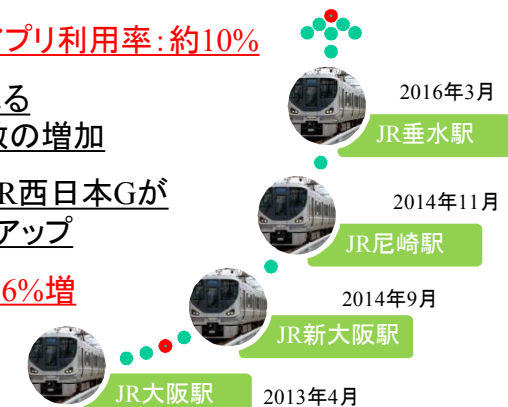 アプリ利用率：約10%
る
数の増加
R西日本Gが
アップ
6%増
2016年3月
JR垂水駅
2014年11月
JR尼崎駅
2014年9月
JR新大阪駅
JR大阪駅
2013年4月